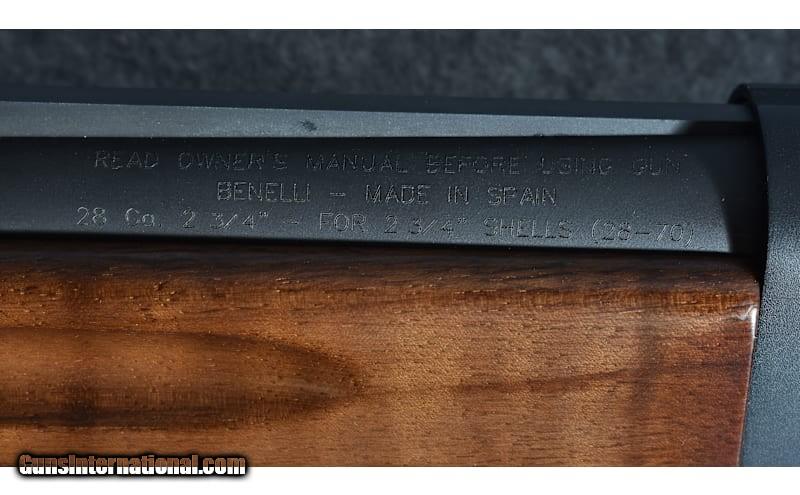 READ OWNER'S MANUAL BEFORE USING GUN
BENELLI - MADE IN SPAIN
28 Ga. 2 3/4" - FOR 2 3/4" SHELLS (28-70)
GunsInternational.com